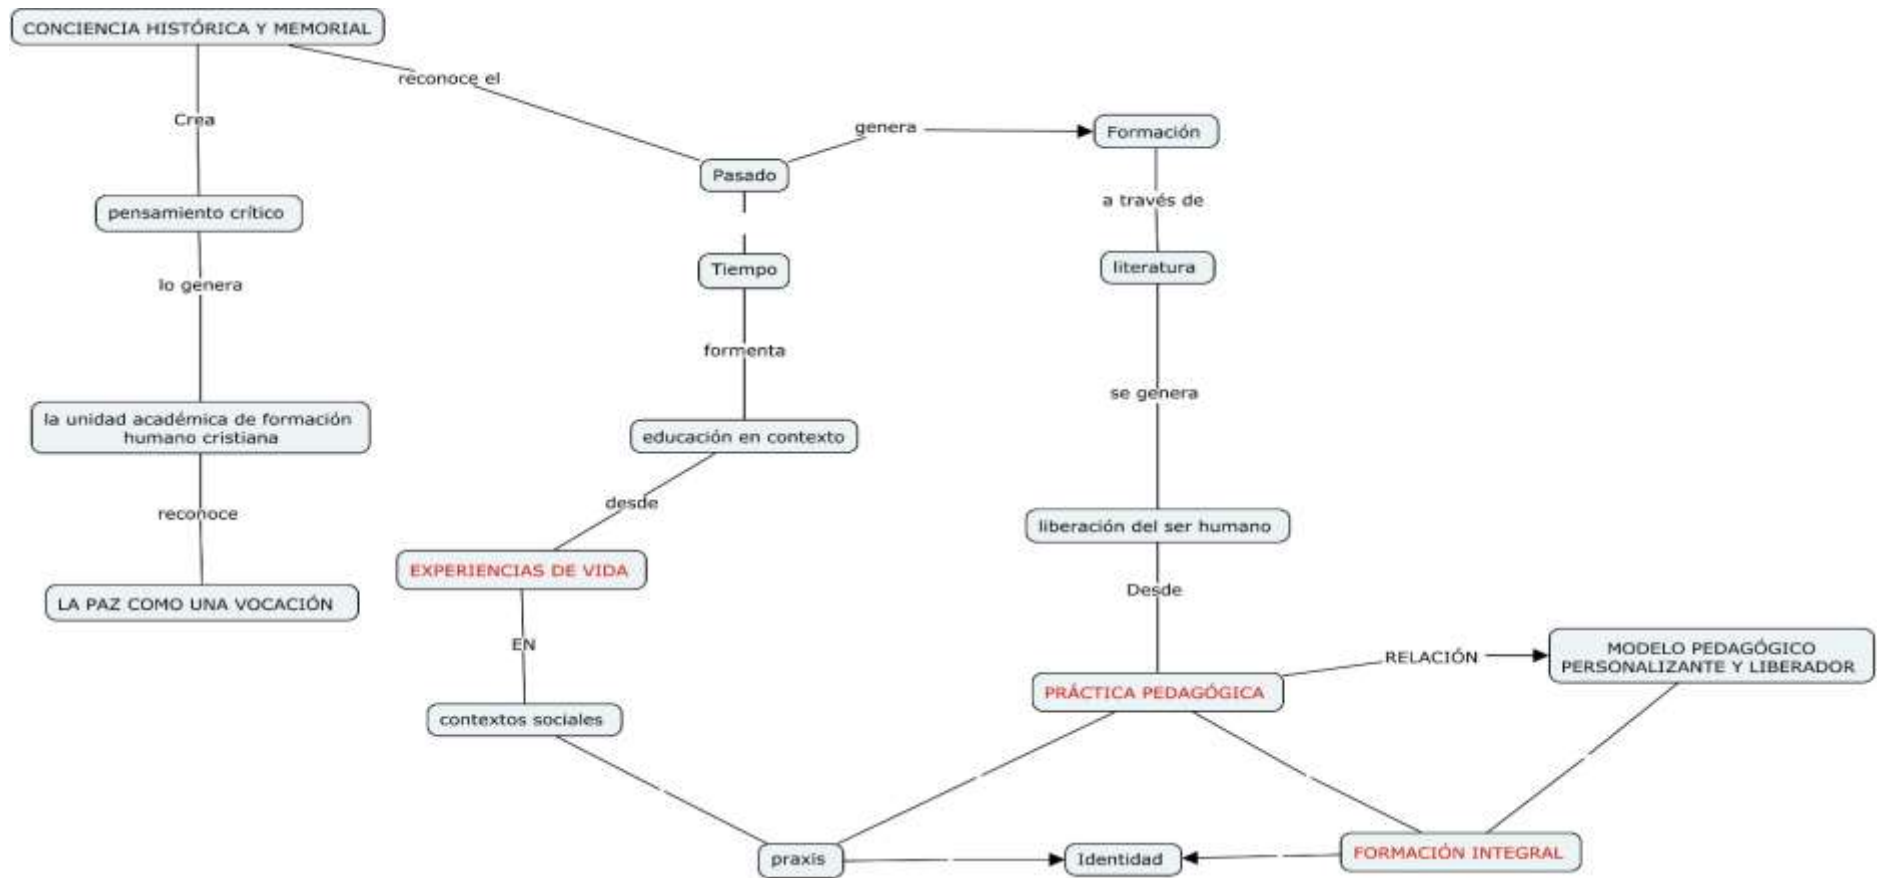 CONCIENCIA HISTÓRICA Y MEMORIAL
reconoce el
Crea
genera
Formación
Pasado
a través de
pensamiento crítico
literatura
Tiempo
lo genera
formenta
se genera
la unidad académica de formación
humano cristiana
educación en contexto
desde
reconoce
liberación del ser humano
EXPERIENCIAS DE VIDA
Desde
LA PAZ COMO UNA VOCACIÓN
EN
RELACIÓN
MODELO PEDAGÓGICO
PERSONALIZANTE Y LIBERADOR
PRÁCTICA PEDAGÓGICA
contextos sociales
praxis
Identidad
FORMACIÓN INTEGRAL